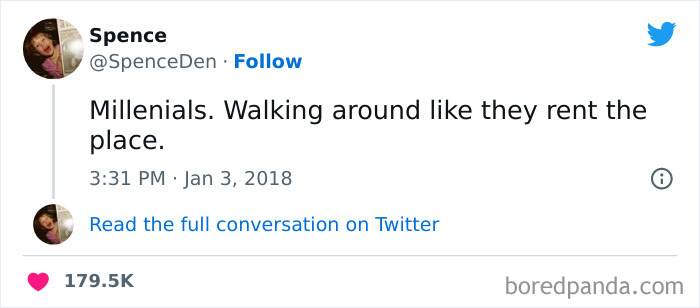 Spence
@SpenceDen · Follow
Millenials. Walking around like they rent the
place.
3:31 PM · Jan 3, 2018
Read the full conversation on Twitter
179.5K
boredpanda.com